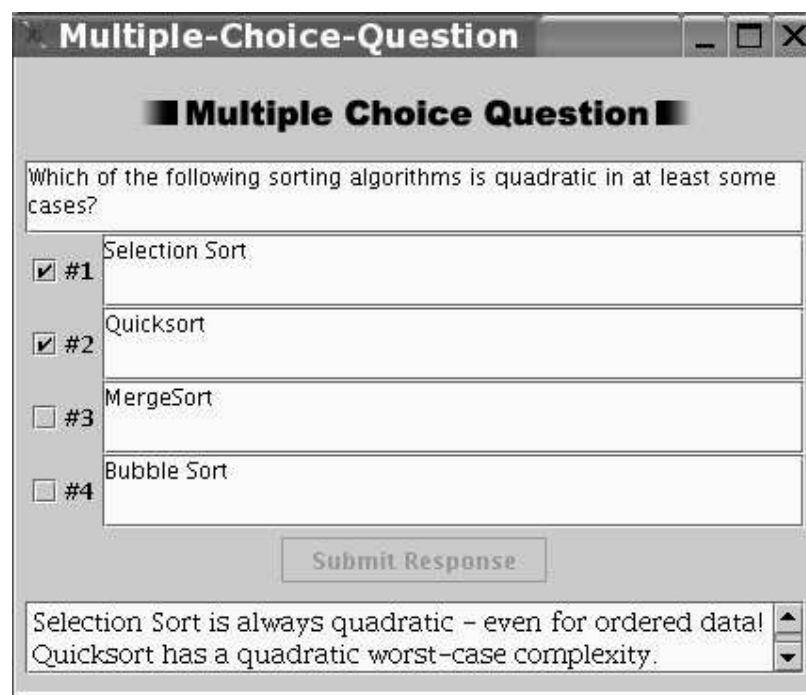 Multiple-Choice-Question
Multiple Choice Question
Which of the following sorting algorithms is quadratic in at least some
cases?
#1 Selection Sort
#2 Quicksort
#3 MergeSort
#4 Bubble Sort
Submit Response
Selection Sort is always quadratic – even for ordered data!
Quicksort has a quadratic worst–case complexity.